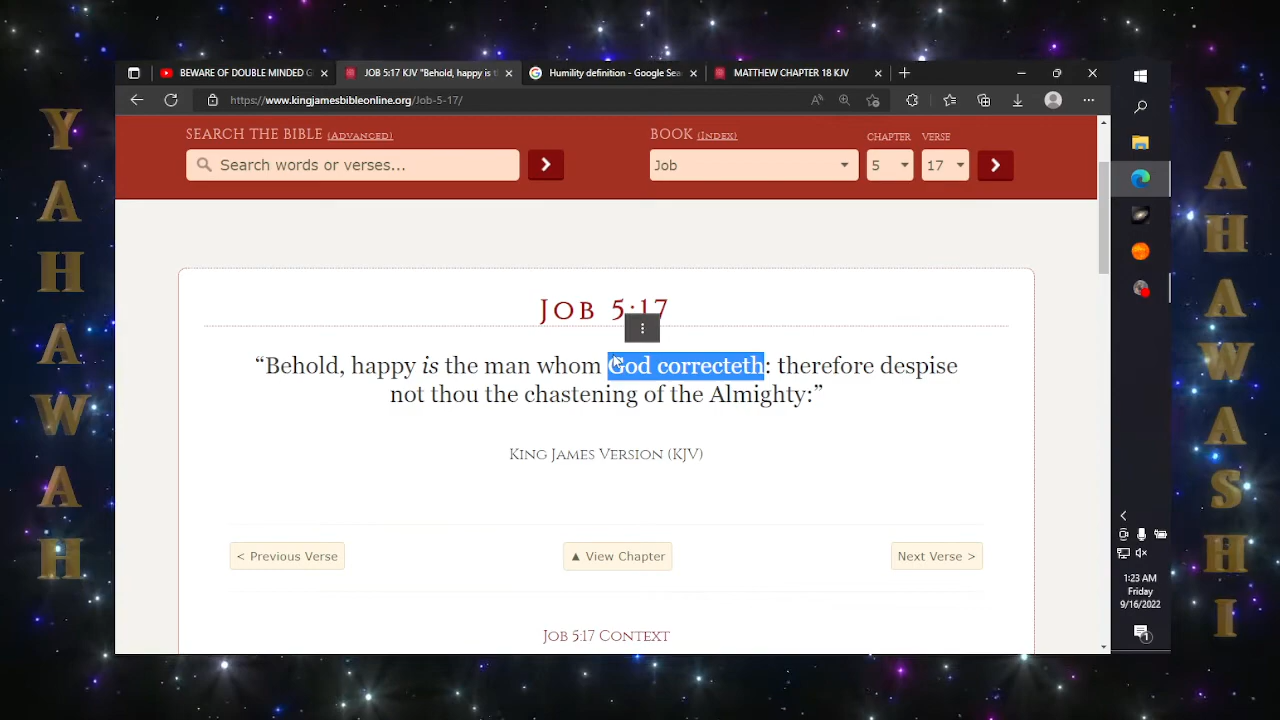 BEWARE OF DOUBLE MINDED G
JOB 5:17 KJV "Behold, happy is t
Humility definition - Google Sea
MATTHEW CHAPTER 18 KJV
https://www.kingjamesbibleonline.org/Job-5-17/
SEARCH THE BIBLE (ADVANCED)
BOOK (INDEX)
CHAPTER
VERSE
Search words or verses...
Job
5
17
JOB 5:17
“Behold, happy is the man whom God correcteth: therefore despise
not thou the chastening of the Almighty:”
KING JAMES VERSION (KJV)
< Previous Verse
▲ View Chapter
Next Verse >
JOB 5:17 CONTEXT
1:23 AM
Friday
9/16/2022
1
Y
A
H
A
W
A
H
Y
A
H
A
W
A
S
H
I